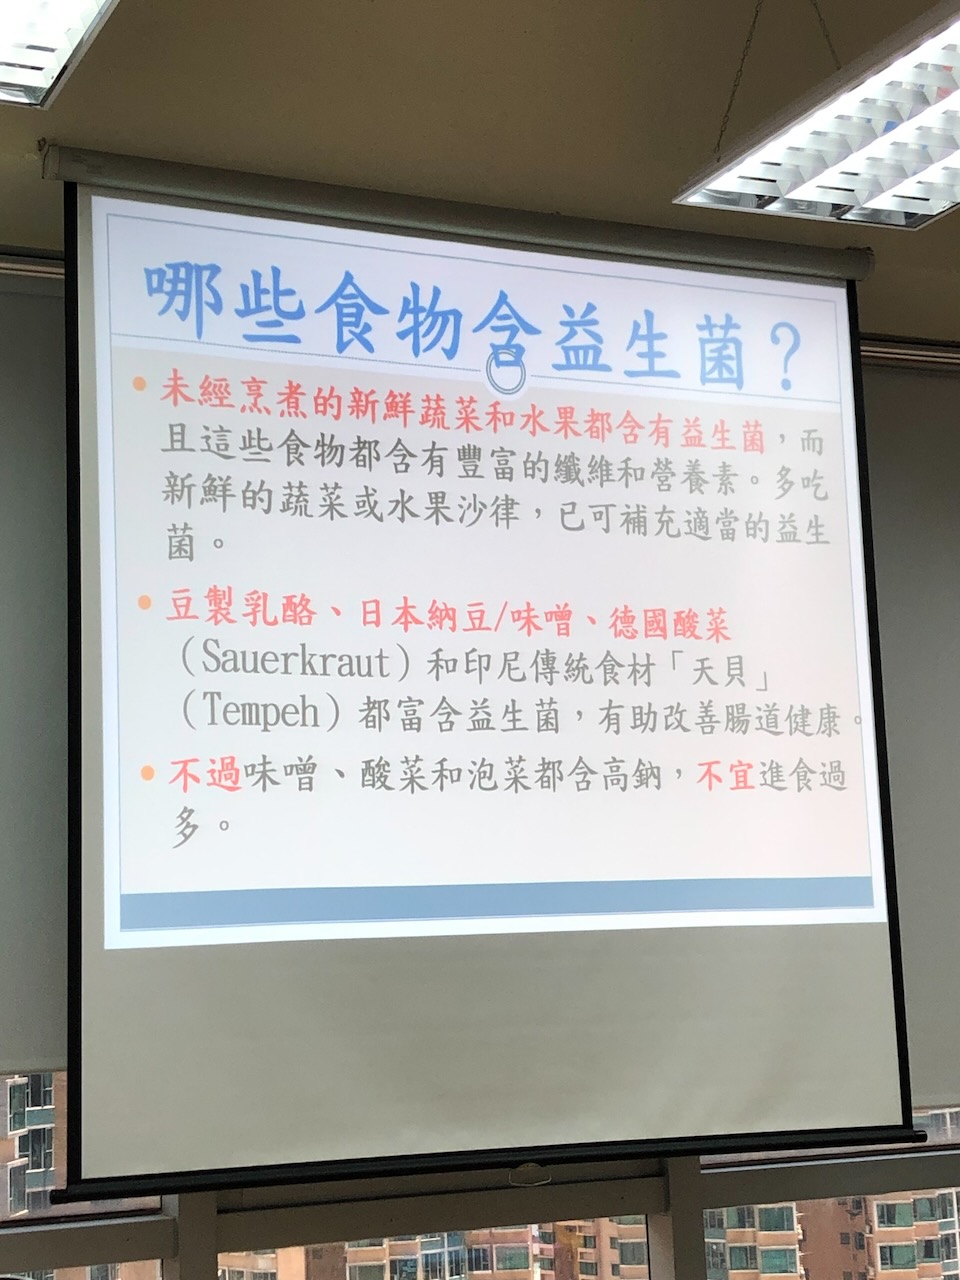 哪些食物含益生菌？
• 未經烹煮的新鮮蔬菜和水果都含有益生菌，而
且這些食物都含有豐富的纖維和營養素。多吃
新鮮的蔬菜或水果沙律，已可補充適當的益生
菌。
• 豆製乳酪、日本納豆/味噌、德國酸菜
（Sauerkraut）和印尼傳統食材「天貝」
（Tempeh）都富含益生菌，有助改善腸道健康。
• 不過味噌、酸菜和泡菜都含高鈉，不宜進食過
多。